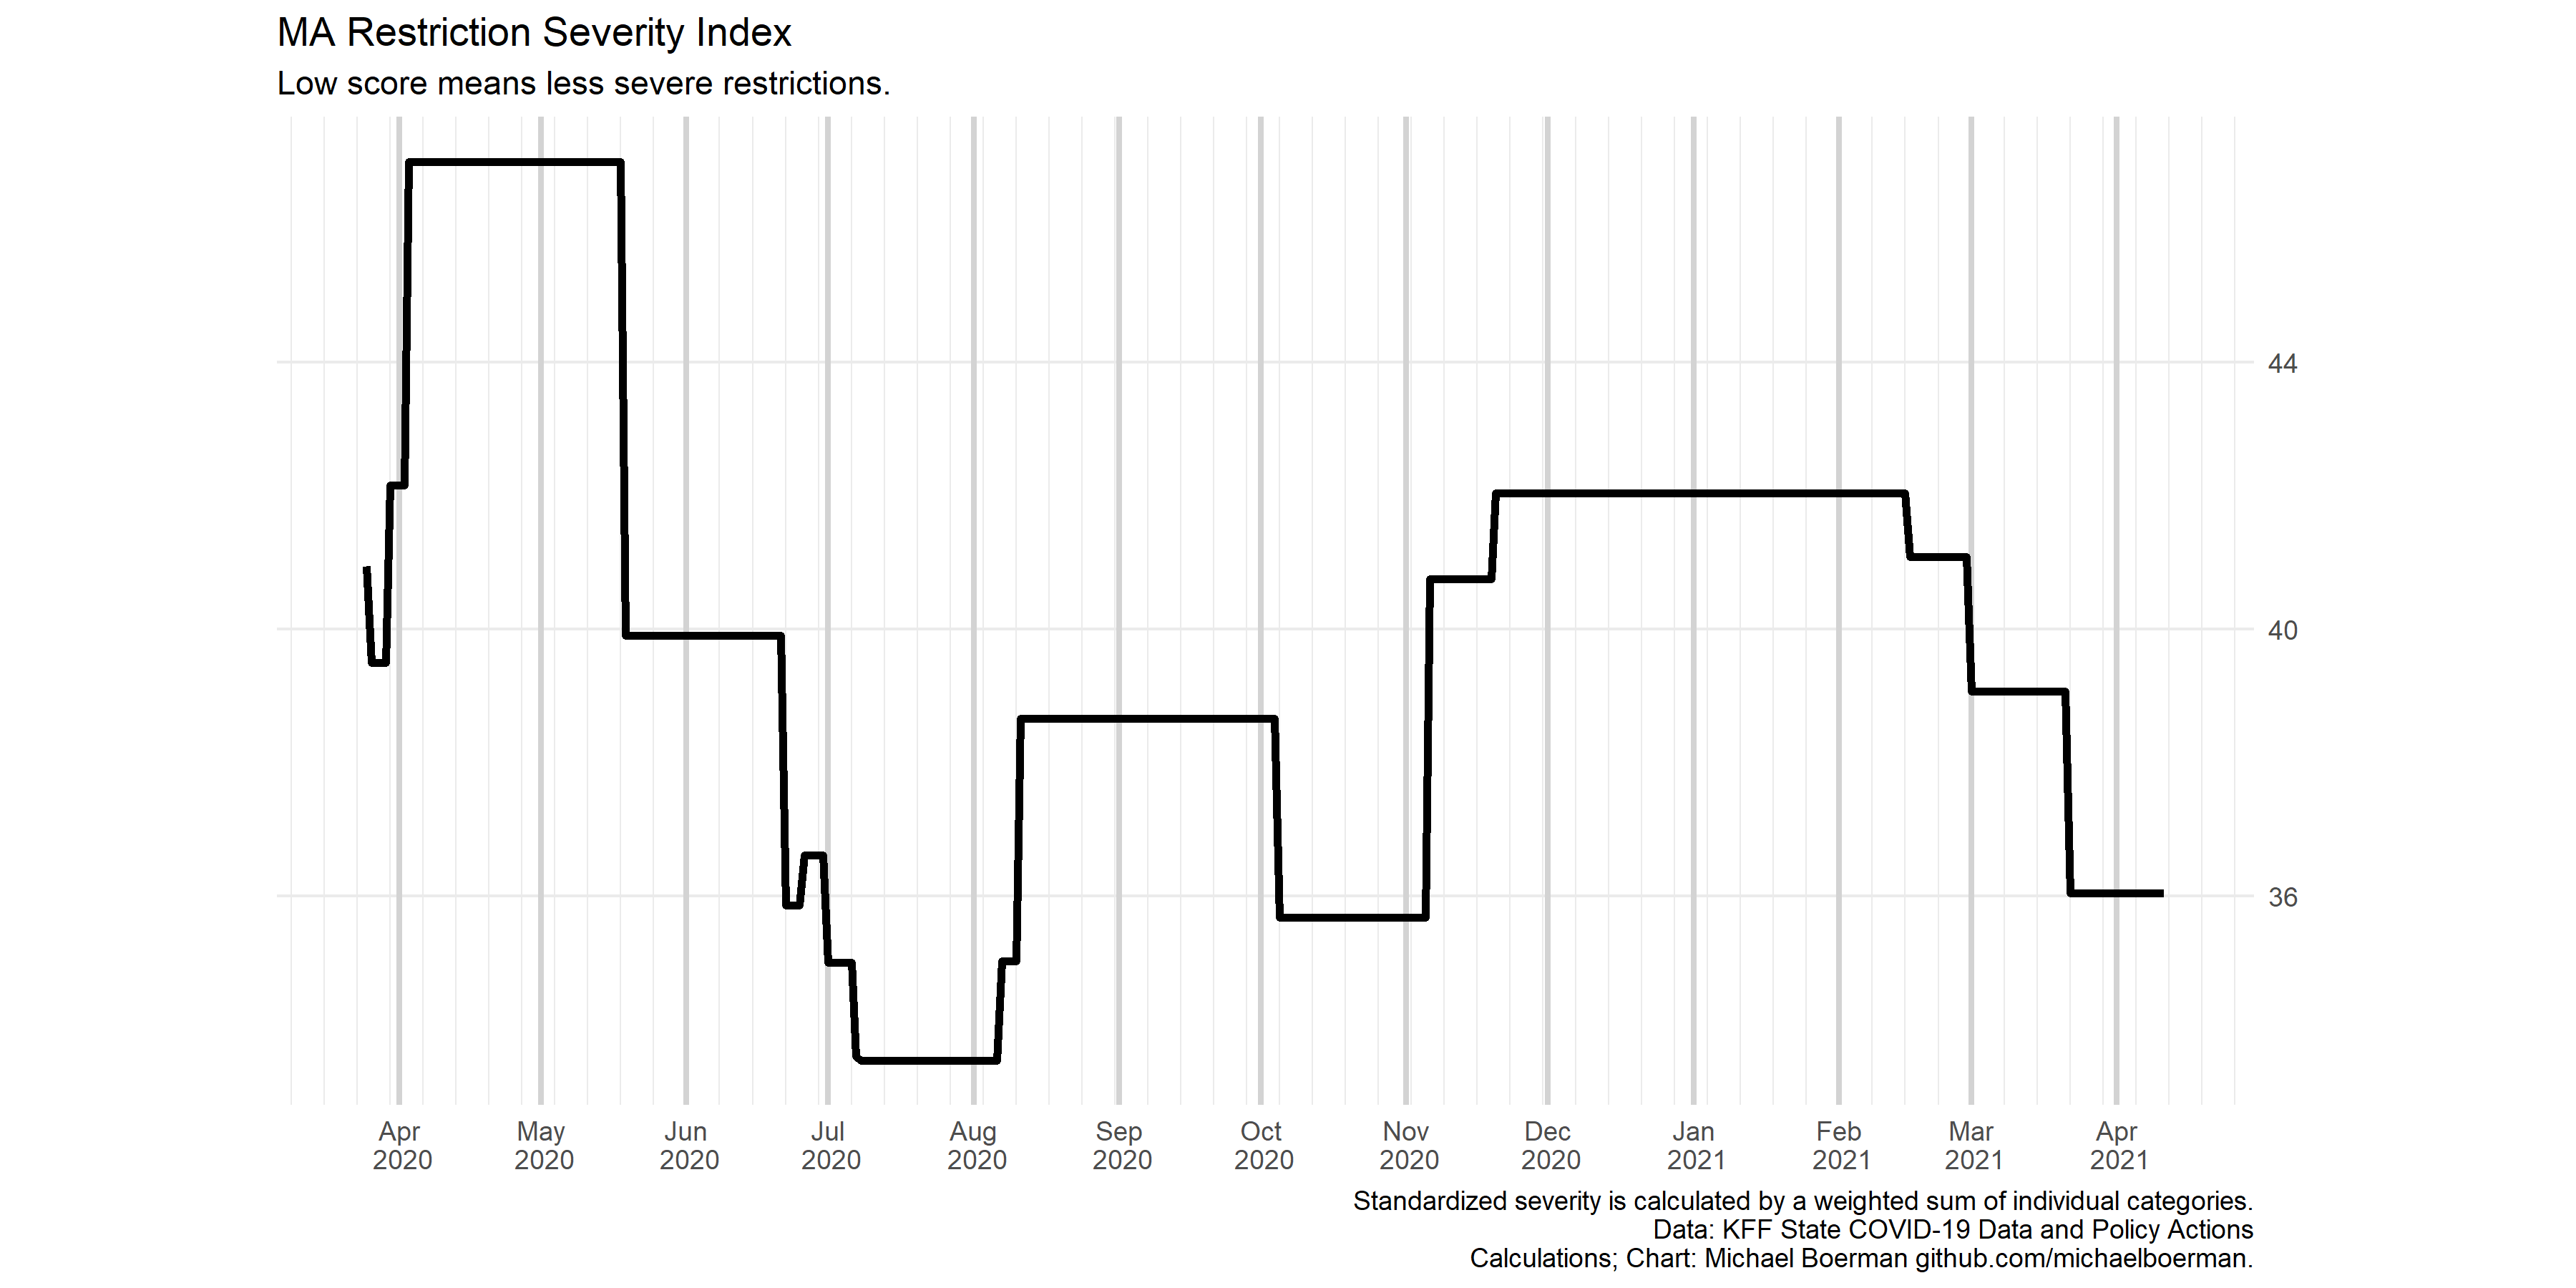 MA Restriction Severity Index
Low score means less severe restrictions.
44
40
36
Apr
2020
May
2020
Jun
2020
Jul
2020
Aug
2020
Sep
2020
Oct
2020
Nov
2020
Dec
2020
Jan
2021
Feb
2021
Mar
2021
Apr
2021
Standardized severity is calculated by a weighted sum of individual categories.
Data: KFF State COVID-19 Data and Policy Actions
Calculations; Chart: Michael Boerman github.com/michaelboerman.